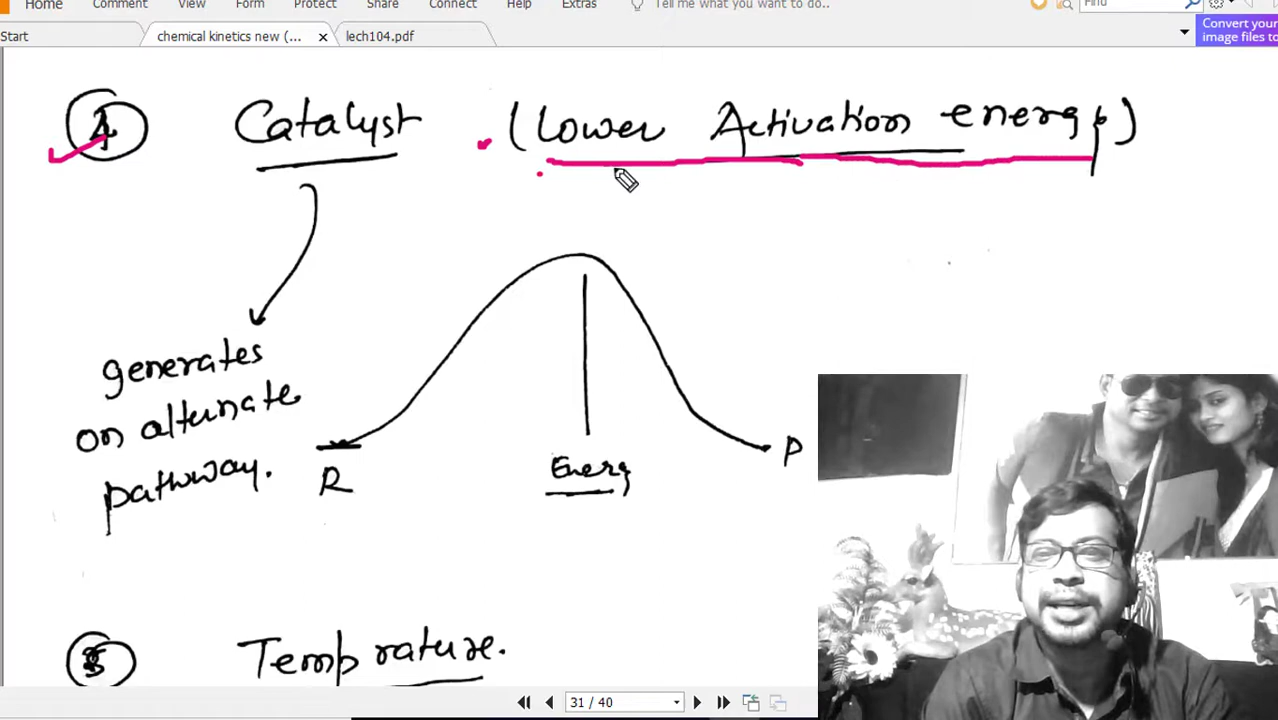 Home Comment View Form Protect Share Connect Help Extras Tell me what you want to do.. Find
Start chemical kinetics new (... lech104.pdf
Convert your
image files to
4 Catalyst (Lower Activation energy)
generates
on alternate
pathway.
R Energy P
5 Temprature.
31 / 40